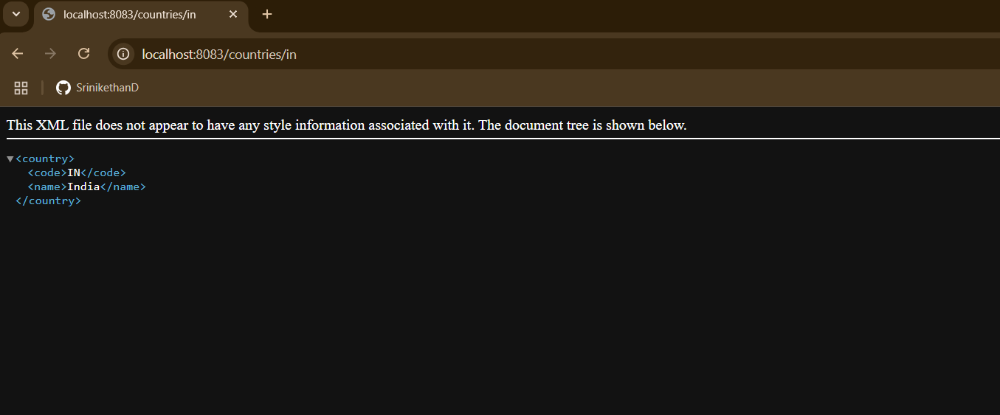 localhost:8083/countries/in
localhost:8083/countries/in
SrinikethanD
This XML file does not appear to have any style information associated with it. The document tree is shown below.
<country>
<code>IN</code>
<name>India</name>
</country>